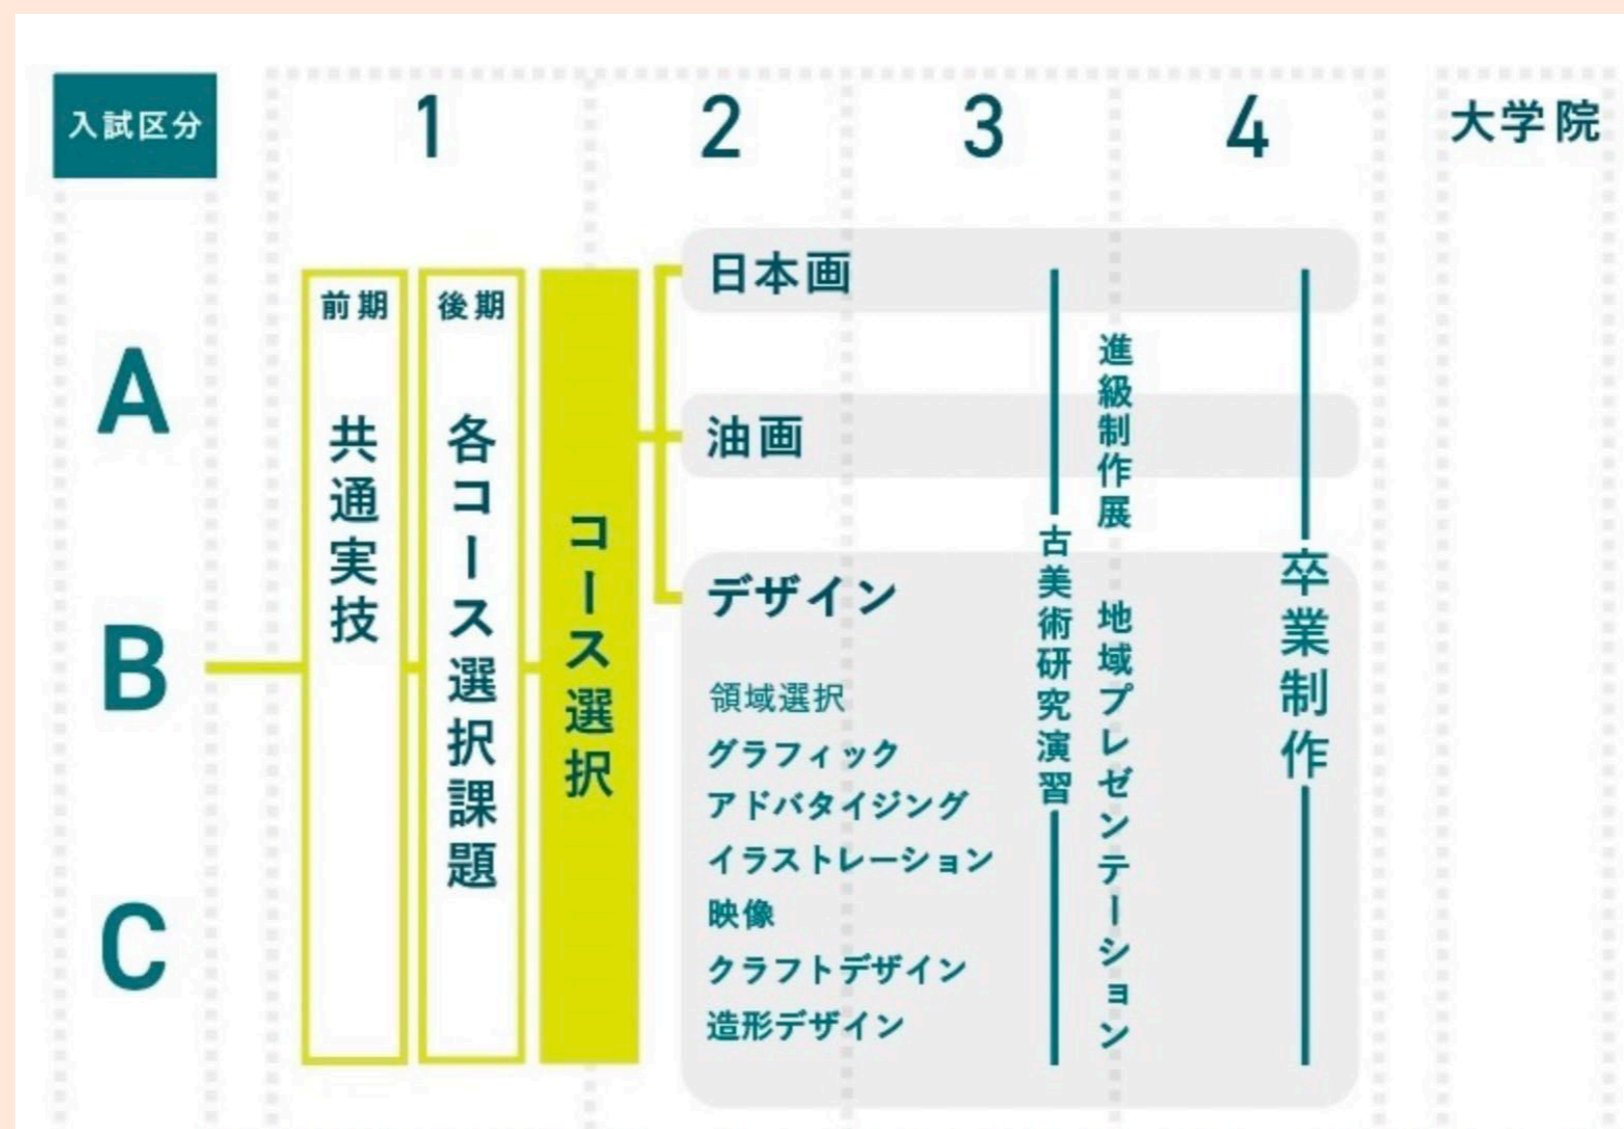 入試区分
1
2
3
4
大学院
A
B
C
前期
共通実技
後期
各コース選択課題
コース選択
日本画
油画
デザイン
領域選択
グラフィック
アドバタイジング
イラストレーション
映像
クラフトデザイン
造形デザイン
古美術研究演習
進級制作展
地域プレゼンテーション
卒業制作